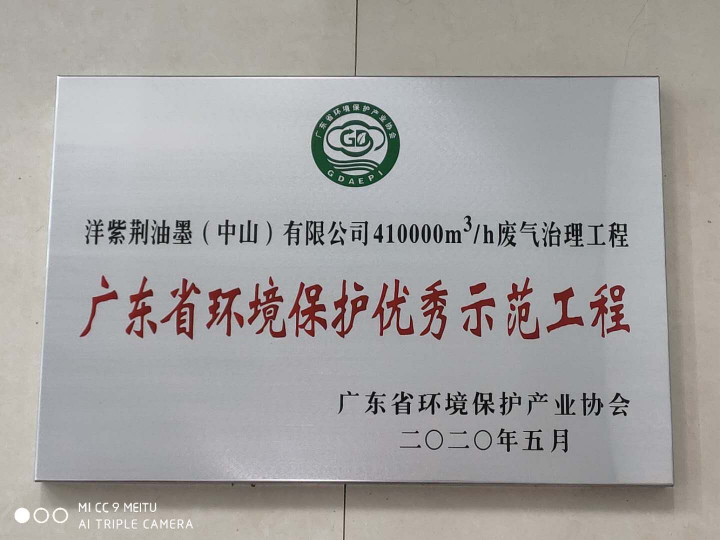 广东省环境保护产业协会
GD
GDAEPI
洋紫荆油墨（中山）有限公司410000m³/h废气治理工程
广东省环境保护优秀示范工程
广东省环境保护产业协会
二〇二〇年五月
MI CC 9 MEITU
AI TRIPLE CAMERA